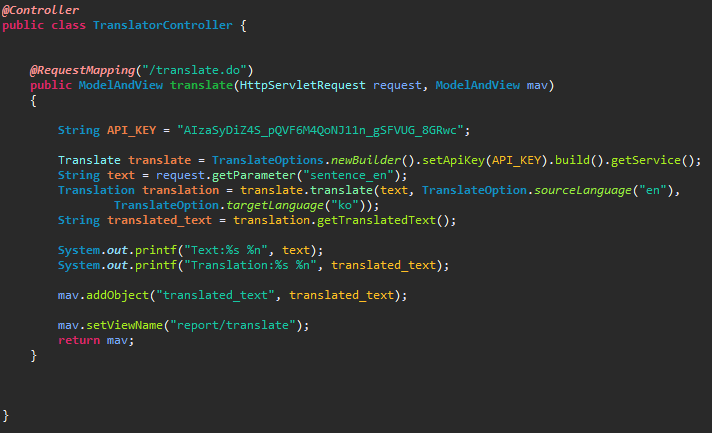 @Controller
public class TranslatorController {
@RequestMapping("/translate.do")
public ModelAndView translate(HttpServletRequest request, ModelAndView mav)
{
String API_KEY = "AIzaSyDiZ4S_pQVF6M4QoNJ11n_gSFVUG_8GRwc";
Translate translate = TranslateOptions.newBuilder().setApiKey(API_KEY).build().getService();
String text = request.getParameter("sentence_en");
Translation translation = translate.translate(text, TranslateOption.sourceLanguage("en"),
TranslateOption.targetLanguage("ko"));
String translated_text = translation.getTranslatedText();
System.out.printf("Text:%s %n", text);
System.out.printf("Translation:%s %n", translated_text);
mav.addObject("translated_text", translated_text);
mav.setViewName("report/translate");
return mav;
}
}